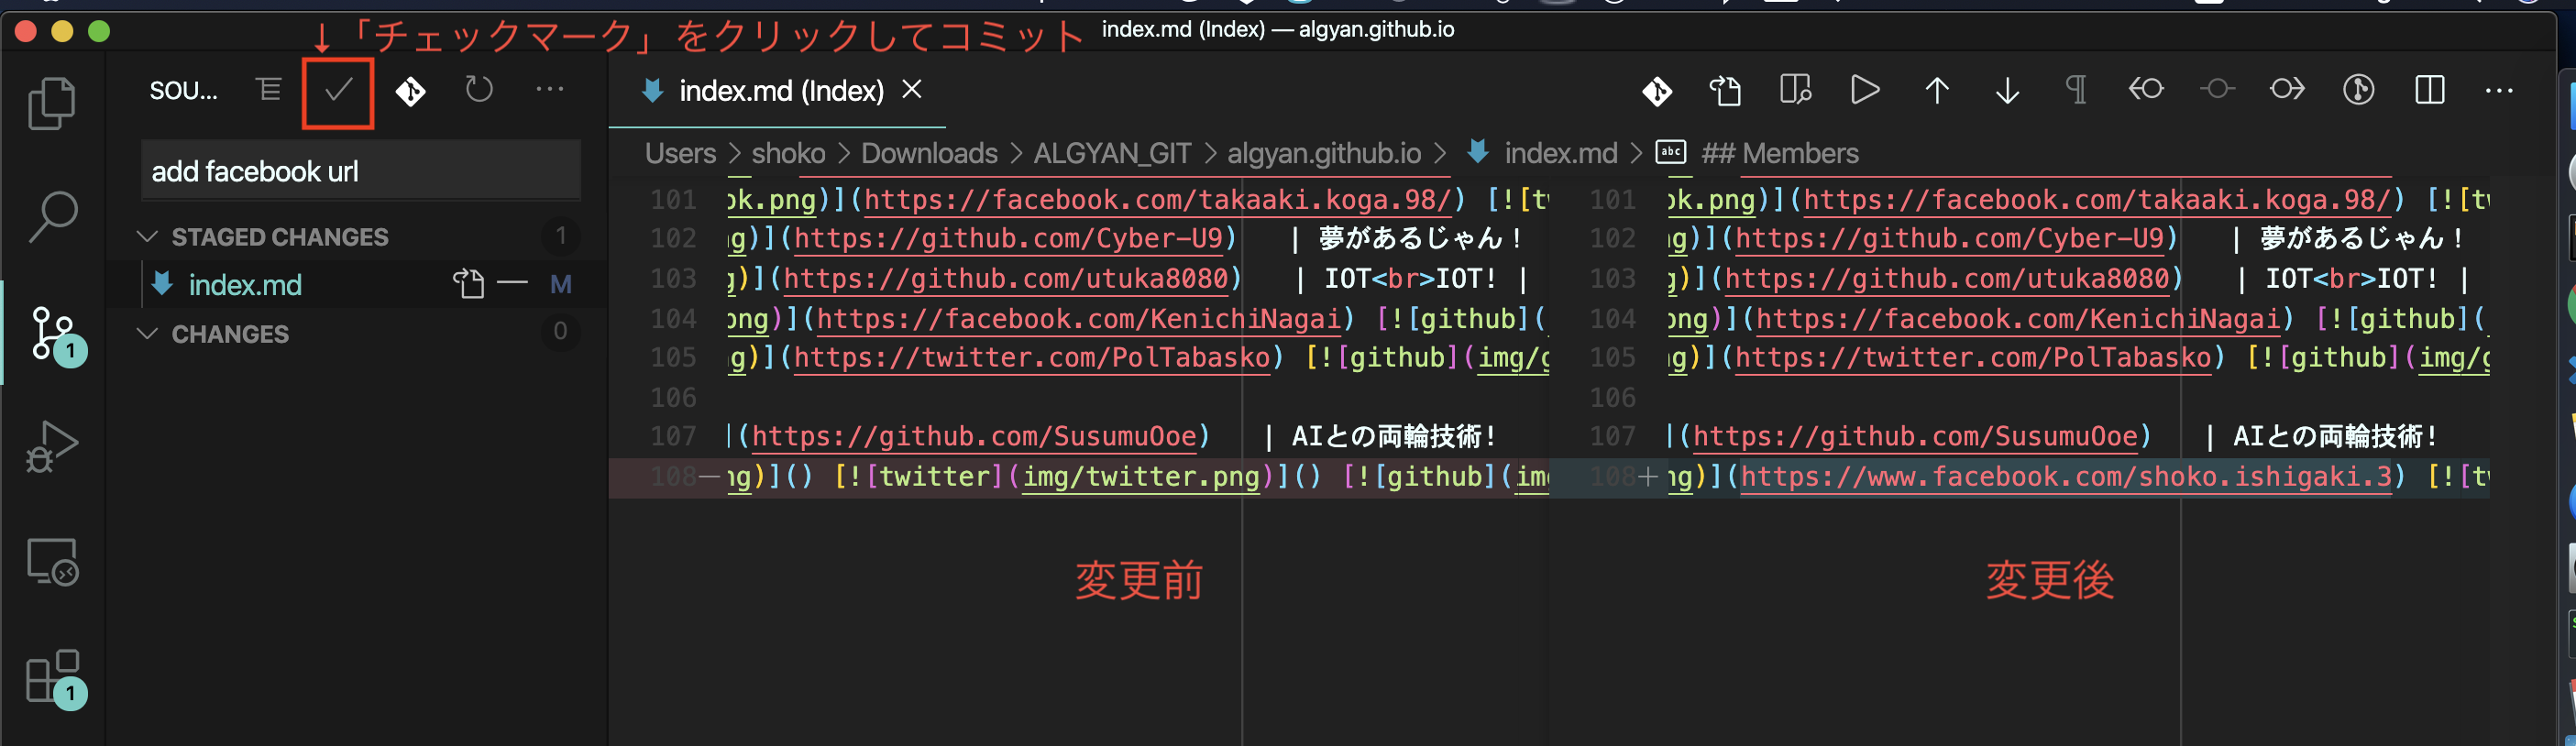 ↓「チェックマーク」をクリックしてコミット
index.md (Index) — algyan.github.io
SOU...
index.md (Index)
add facebook url
Users > shoko > Downloads > ALGYAN_GIT > algyan.github.io > index.md > abc ## Members
STAGED CHANGES 1
index.md M
CHANGES 0
1
1
101 ok.png)](https://facebook.com/takaaki.koga.98/) [![tw
102 ng)](https://github.com/Cyber-U9) | 夢があるじゃん！
103 g)](https://github.com/utuka8080) | IOT<br>IOT! |
104 png)](https://facebook.com/KenichiNagai) [![github](
105 ng)](https://twitter.com/PolTabasko) [![github](img/g
106
107 ](https://github.com/SusumuOoe) | AIとの両輪技術!
108— ng)]() [![twitter](img/twitter.png)]() [![github](img
変更前
101 ok.png)](https://facebook.com/takaaki.koga.98/) [![tw
102 ng)](https://github.com/Cyber-U9) | 夢があるじゃん！
103 g)](https://github.com/utuka8080) | IOT<br>IOT! |
104 png)](https://facebook.com/KenichiNagai) [![github](
105 ng)](https://twitter.com/PolTabasko) [![github](img/g
106
107 ](https://github.com/SusumuOoe) | AIとの両輪技術!
108+ ng)](https://www.facebook.com/shoko.ishigaki.3) [![tw
変更後